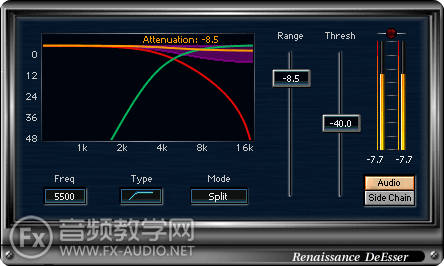 Attenuation: -8.5
Range
Thresh
0
12
24
36
48
1k
2k
4k
8k
16k
-8.5
-40.0
-7.7
-7.7
Freq
Type
Mode
5500
Split
Audio
Side Chain
Fx
音频教学网
WWW.FX-AUDIO.NET
Renaissance DeEsser